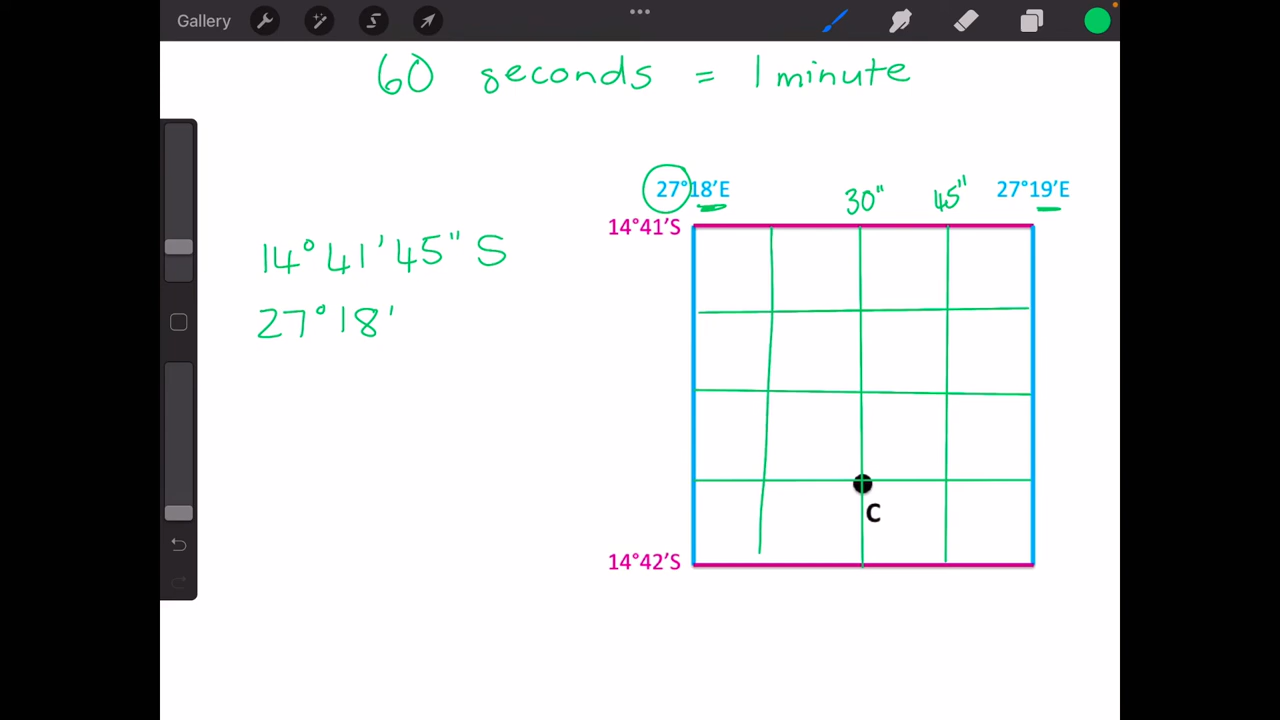 Gallery
60 seconds = 1 minute
27°18'E 30" 45" 27°19'E
14°41'S
14°41'45" S
27°18'
C
14°42'S